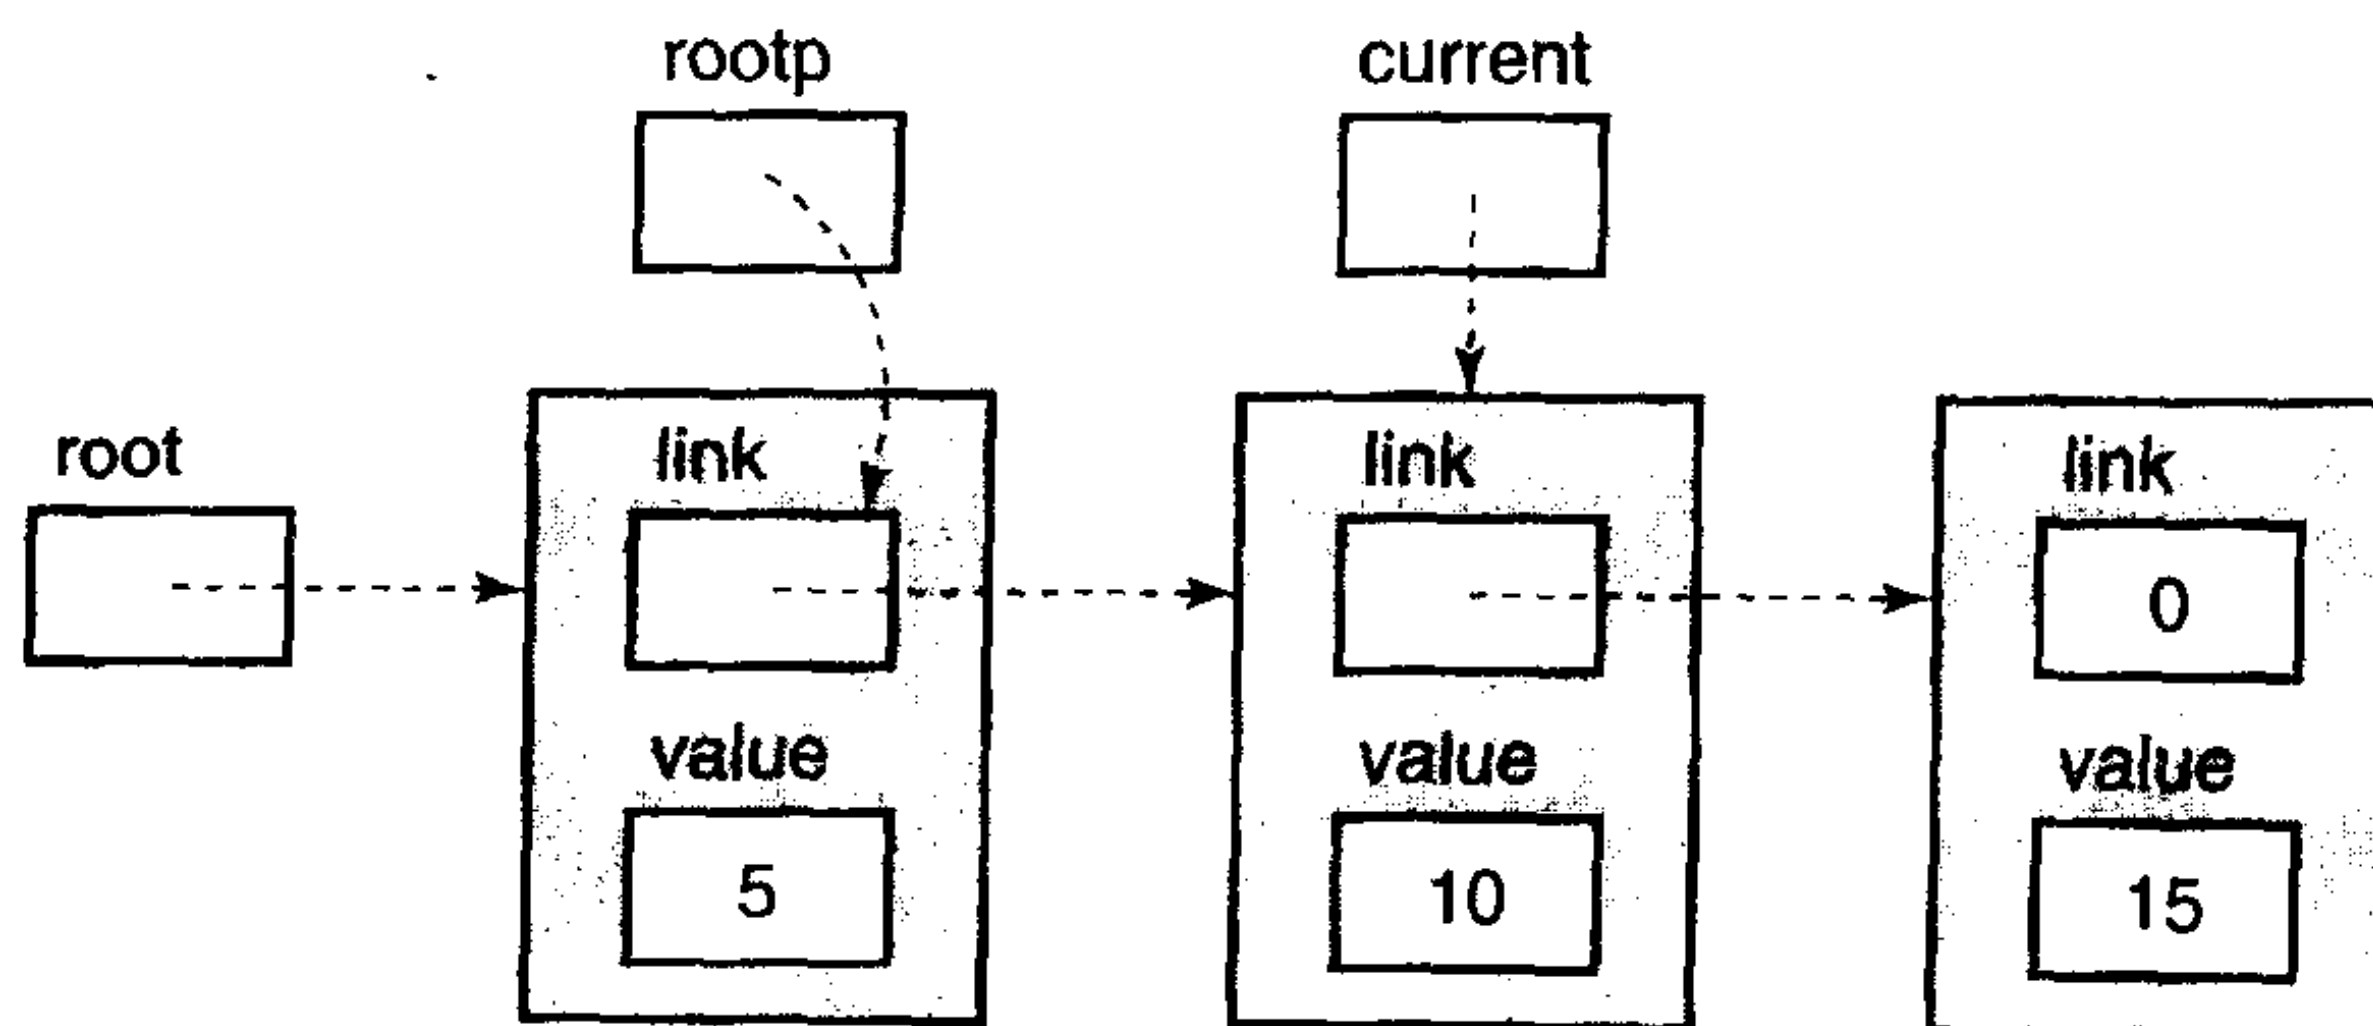 rootp current
root link link link
0
value value value
5 10 15